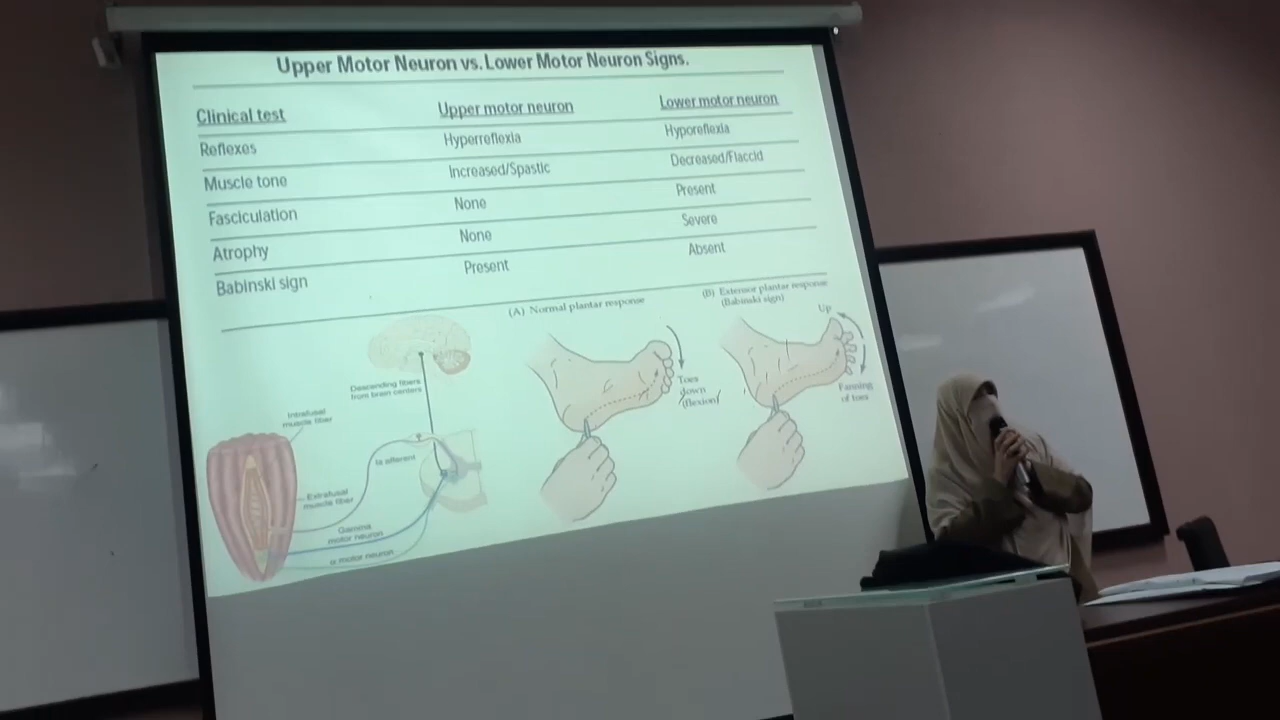 Upper Motor Neuron vs. Lower Motor Neuron Signs.
Clinical test Upper motor neuron Lower motor neuron
Reflexes Hyperreflexia Hyporeflexia
Muscle tone Increased/Spastic Decreased/Flaccid
Fasciculation None Present
Atrophy None Severe
Babinski sign Present Absent
(A) Normal plantar response
(B) Extensor plantar response
(Babinski sign)
Up
Toes
down
(flexion)
Fanning
of toes
Descending fibers
from brain centers
Intrafusal
muscle fiber
Ia afferent
Extrafusal
muscle fiber
Gamma
motor neuron
α motor neuron